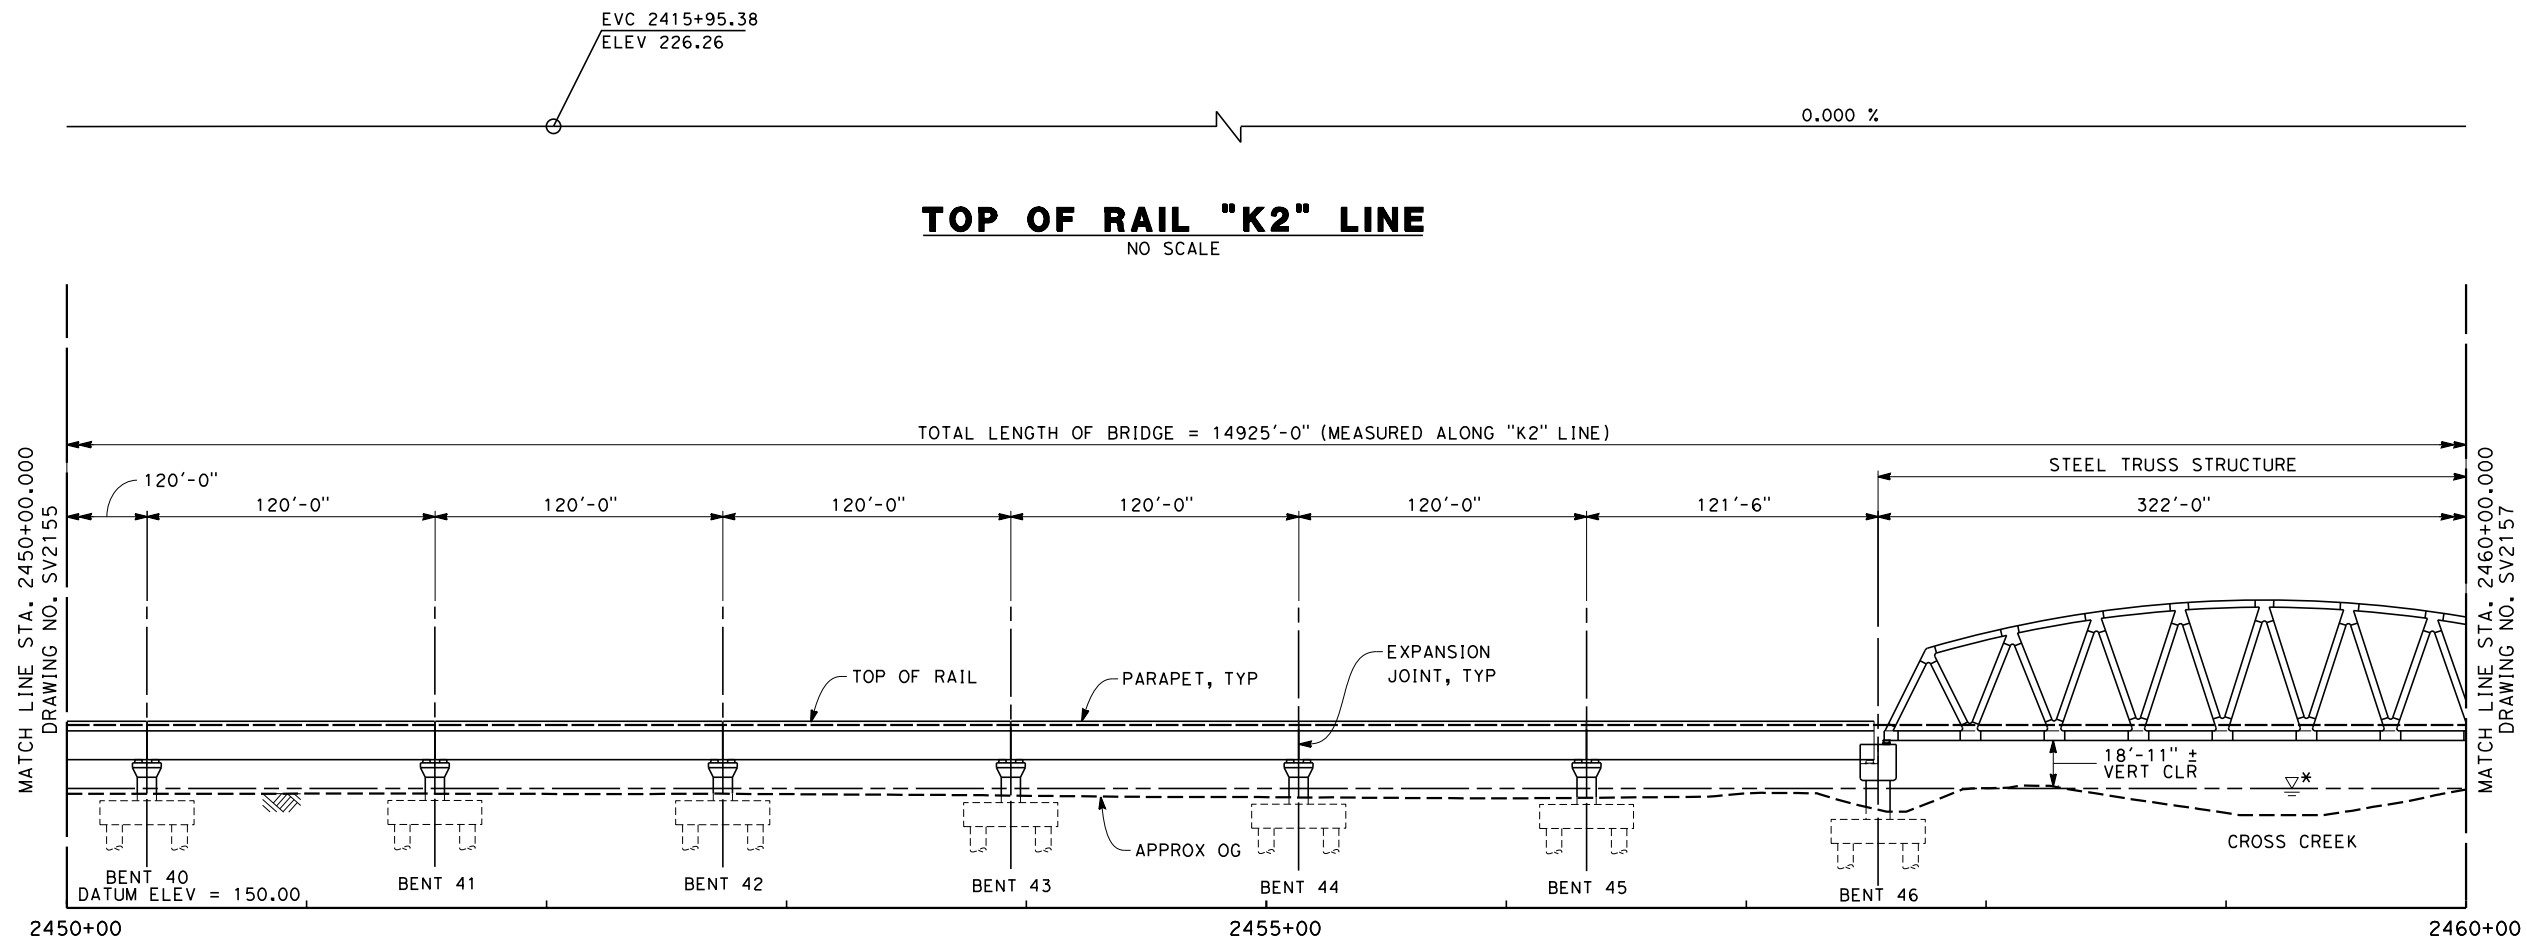 EVC 2415+95.38
ELEV 226.26
0.000 %
TOP OF RAIL "K2" LINE
NO SCALE
TOTAL LENGTH OF BRIDGE = 14925'-0" (MEASURED ALONG "K2" LINE)
STEEL TRUSS STRUCTURE
120'-0"
120'-0"
120'-0"
120'-0"
120'-0"
120'-0"
121'-6"
322'-0"
MATCH LINE STA. 2450+00.000
DRAWING NO. SV2155
MATCH LINE STA. 2460+00.000
DRAWING NO. SV2157
TOP OF RAIL
PARAPET, TYP
EXPANSION
JOINT, TYP
18'-11" ±
VERT CLR
*
APPROX OG
CROSS CREEK
BENT 40
BENT 41
BENT 42
BENT 43
BENT 44
BENT 45
BENT 46
DATUM ELEV = 150.00
2450+00
2455+00
2460+00